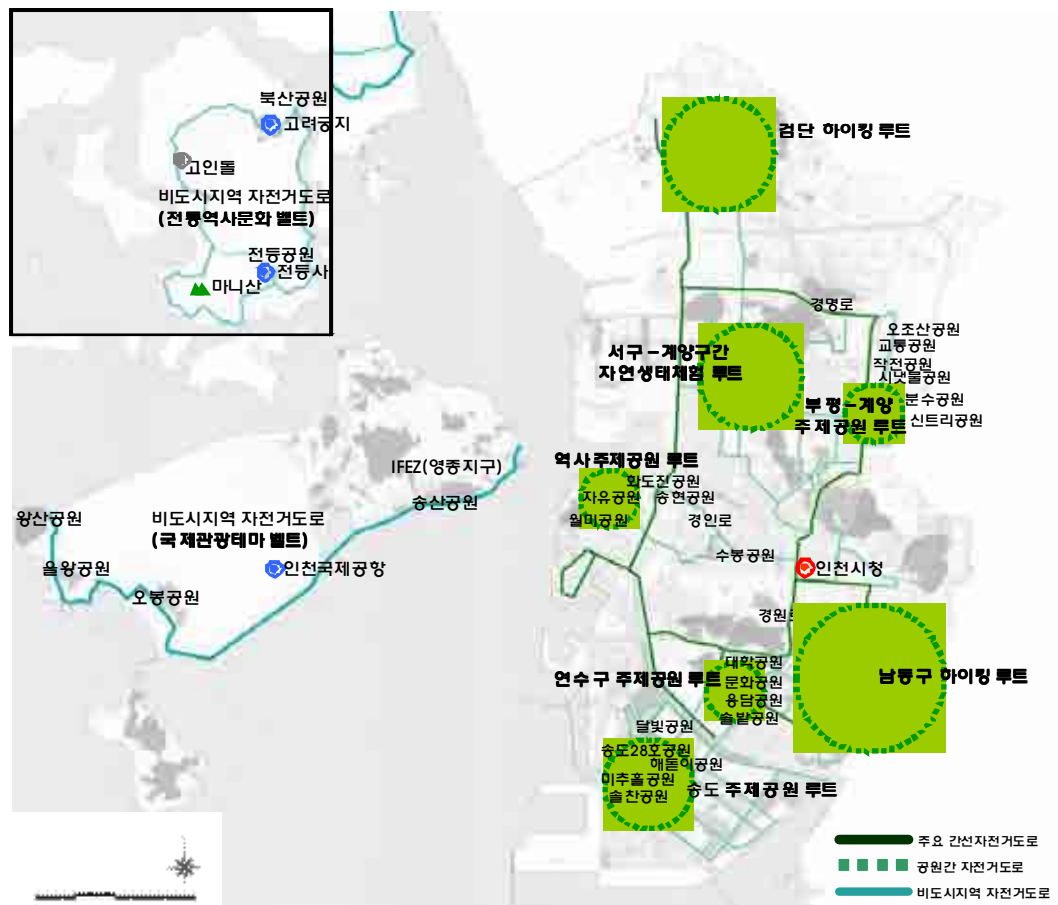 북산공원
고려궁지
고인돌
비도시지역 자전거도로
(전통역사문화 밸트)
전등공원
전등사
마니산
검단 하이킹 루트
경명로
오조산공원
교통공원
작전공원
시냇물공원
분수공원
신트리공원
서구-계양구간
자연생태체험 루트
부평-계양
주제공원 루트
역사주제공원 루트
화도진공원
자유공원
송현공원
월미공원
경인로
수봉공원
인천시청
IFEZ(영종지구)
송산공원
왕산공원
비도시지역 자전거도로
(국제관광테마 밸트)
을왕공원
인천국제공항
오봉공원
경원로
대학공원
연수구 주제공원 루트
문화공원
용담공원
솔밭공원
남동구 하이킹 루트
달빛공원
송도28호공원
해돋이공원
미추홀공원
솔찬공원
송도 주제공원 루트
주요 간선자전거도로
공원간 자전거도로
비도시지역 자전거도로